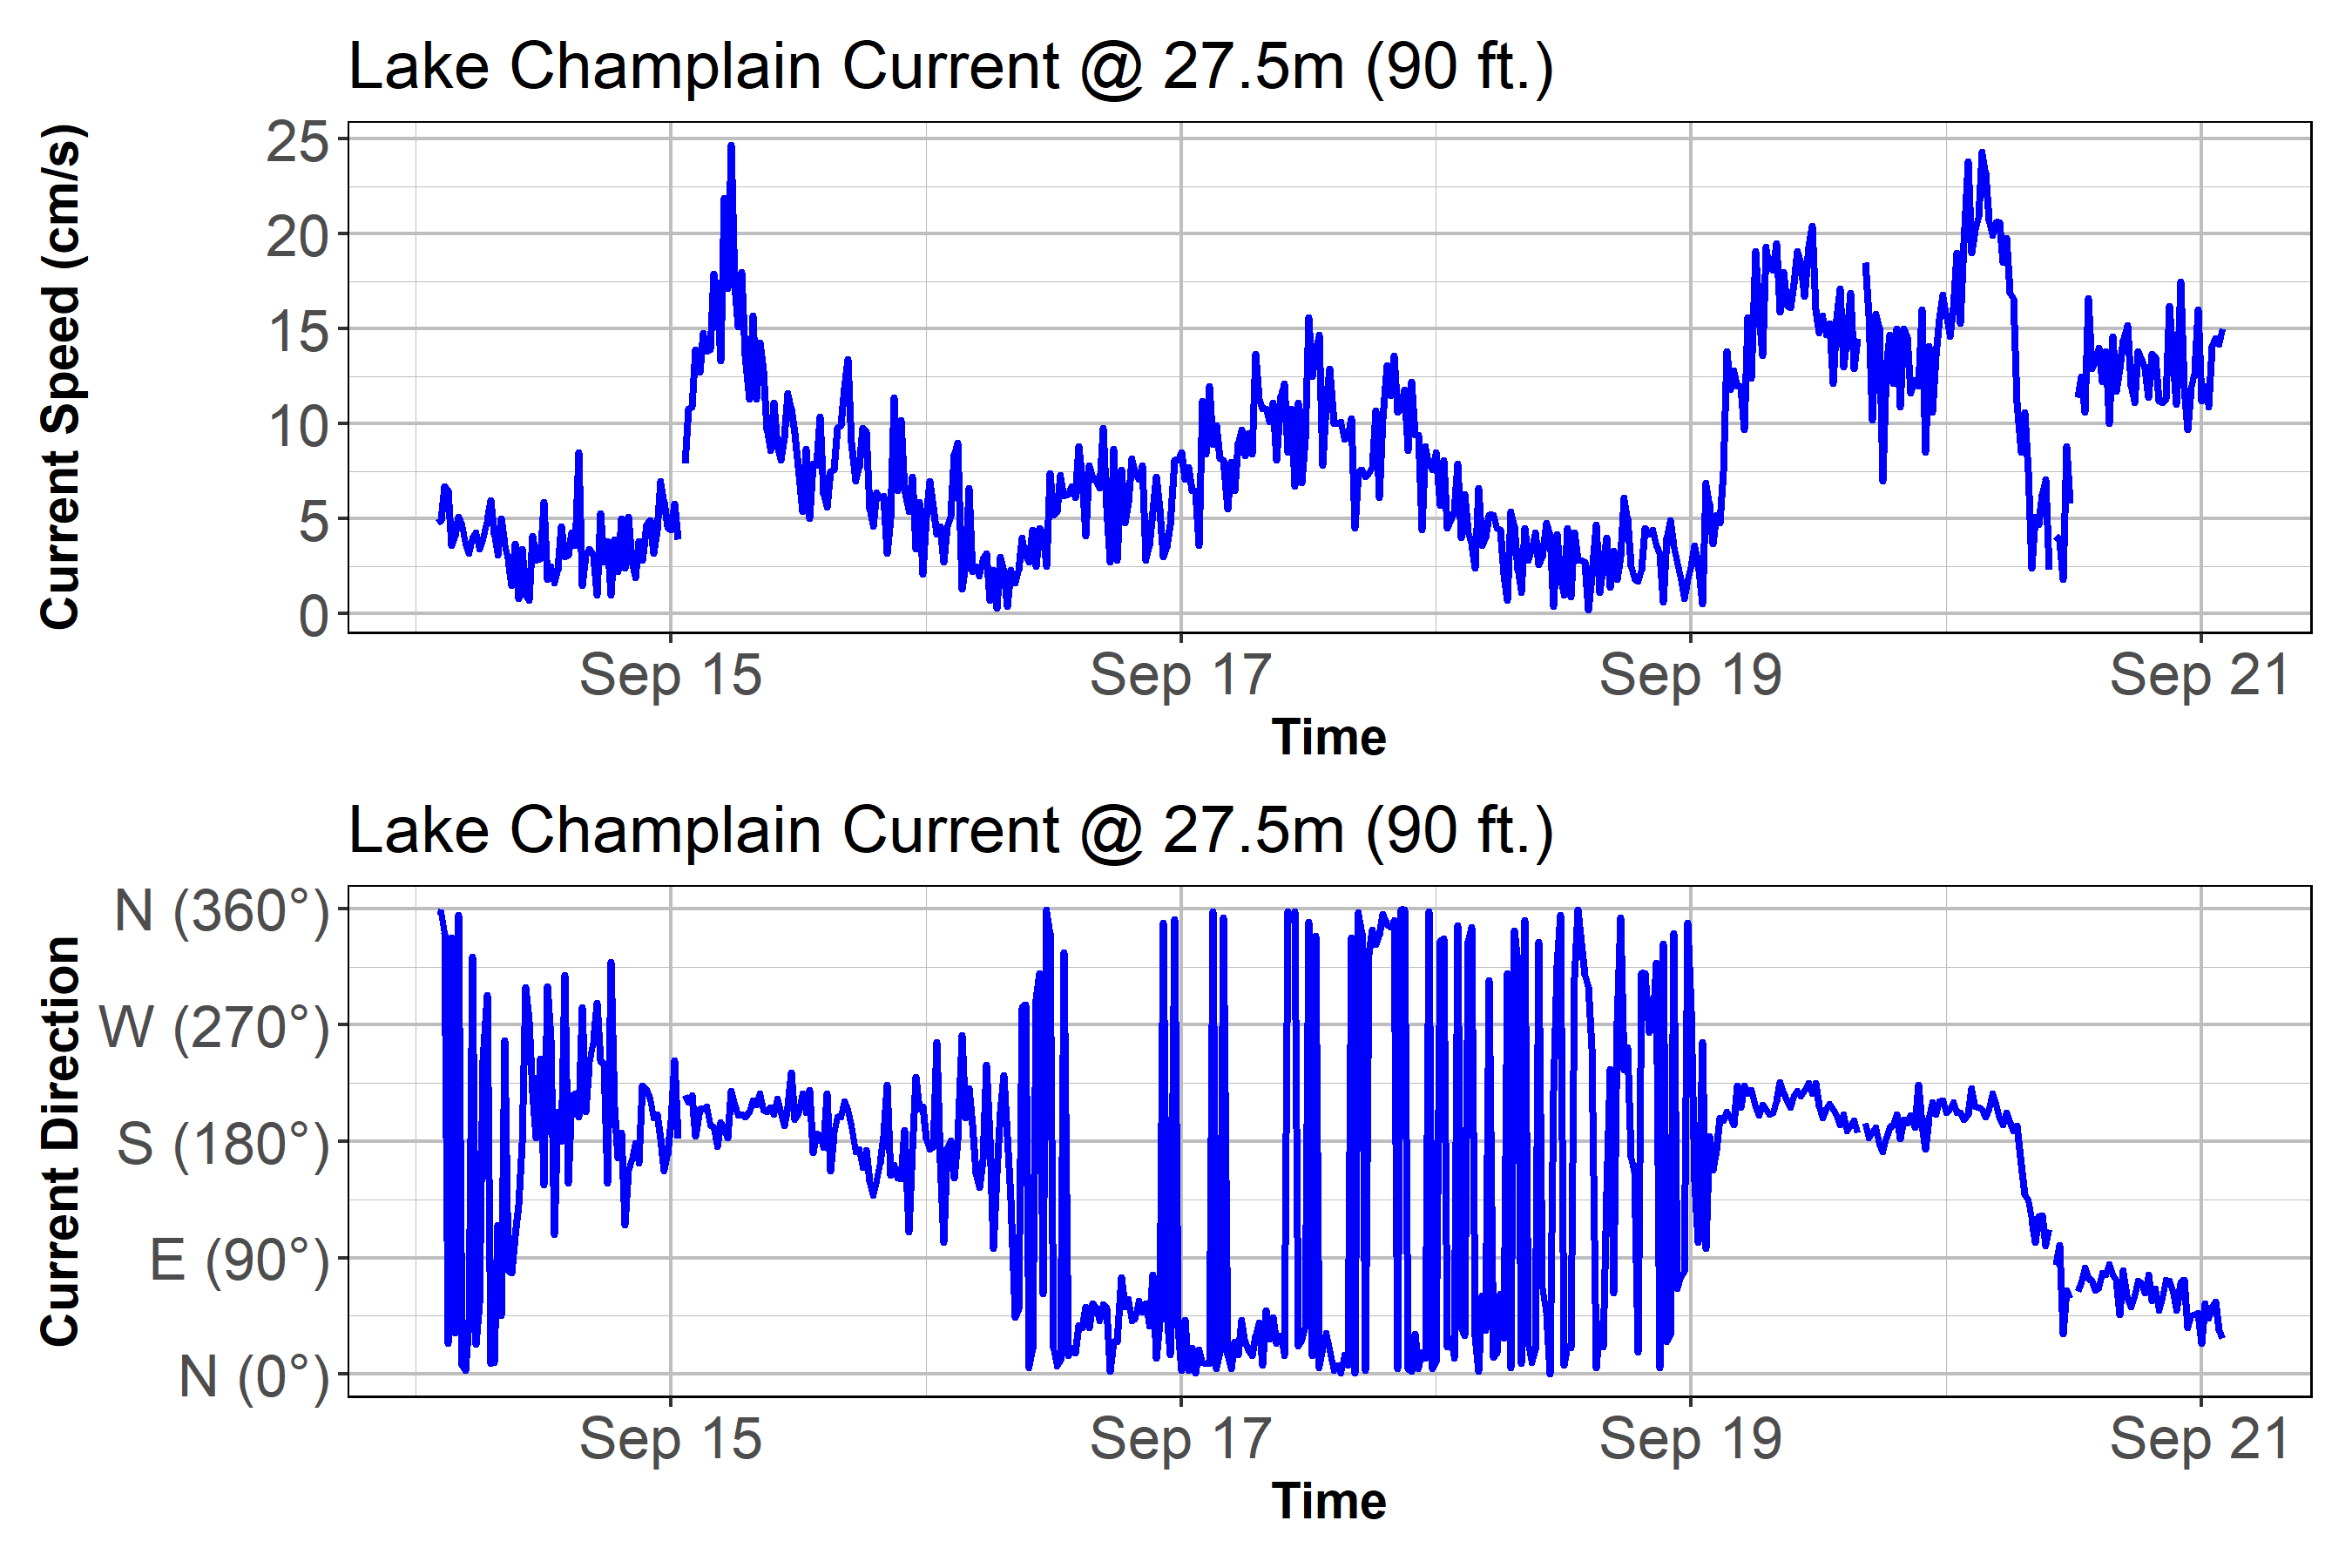 Lake Champlain Current @ 27.5m (90 ft.)
Current Speed (cm/s)
25
20
15
10
5
0
Sep 15 Sep 17 Sep 19 Sep 21
Time
Lake Champlain Current @ 27.5m (90 ft.)
Current Direction
N (360°)
W (270°)
S (180°)
E (90°)
N (0°)
Sep 15 Sep 17 Sep 19 Sep 21
Time